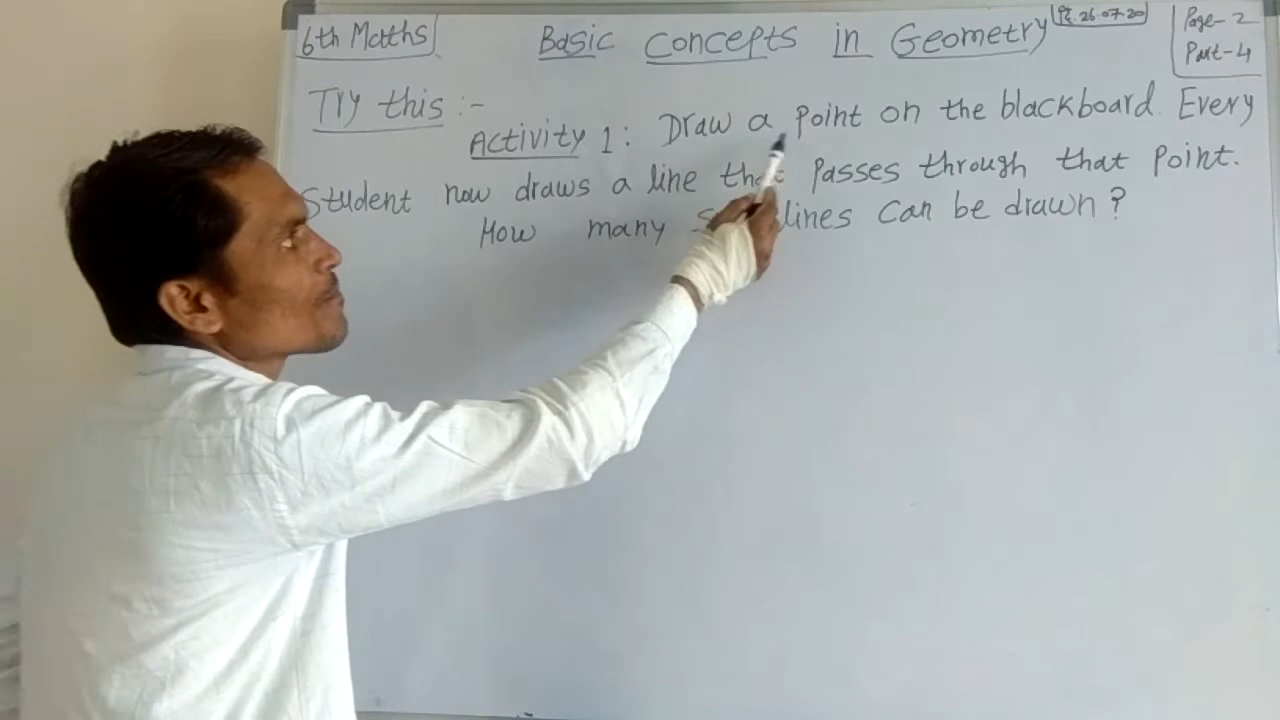 6th Maths
Basic Concepts in Geometry
दि. 26.07.20
Page-2
Part-4
Try this :-
Activity 1: Draw a point on the blackboard. Every
Student now draws a line that passes through that point.
How many lines can be drawn?